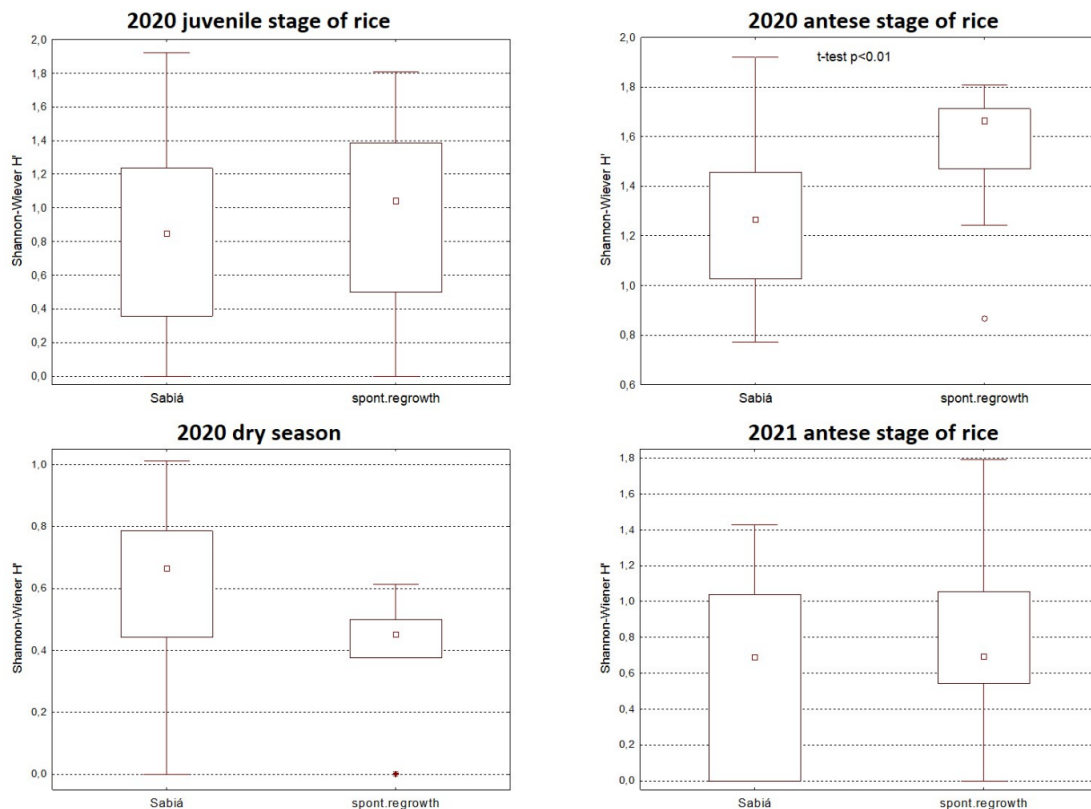 2020 juvenile stage of rice
2,0
1,8
1,6
1,4
1,2
1,0
0,8
0,6
0,4
0,2
0,0
Shannon-Wiever H'
Sabiá
spont.regrowth
2020 antese stage of rice
t-test p<0.01
2,0
1,8
1,6
1,4
1,2
1,0
0,8
0,6
Shannon-Wiever H'
Sabiá
spont.regrowth
2020 dry season
1,0
0,8
0,6
0,4
0,2
0,0
Shannon-Wiener H'
Sabiá
spont.regrowth
2021 antese stage of rice
1,8
1,6
1,4
1,2
1,0
0,8
0,6
0,4
0,2
0,0
Shannon-Wiener H'
Sabiá
spont.regrowth